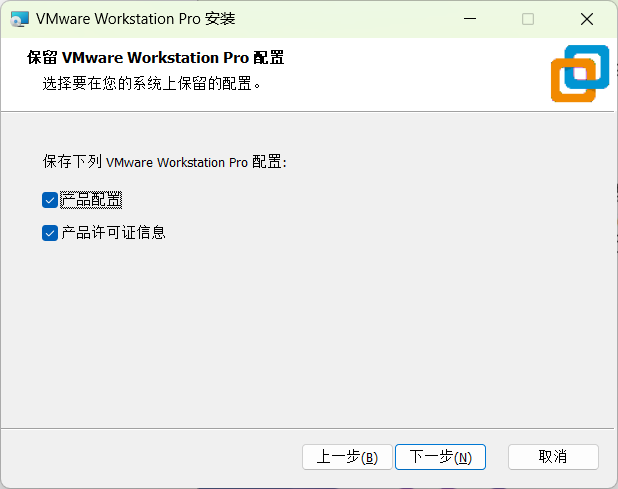 VMware Workstation Pro 安装
保留 VMware Workstation Pro 配置
选择要在您的系统上保留的配置。
保存下列 VMware Workstation Pro 配置:
产品配置
产品许可证信息
上一步(B)
下一步(N)
取消